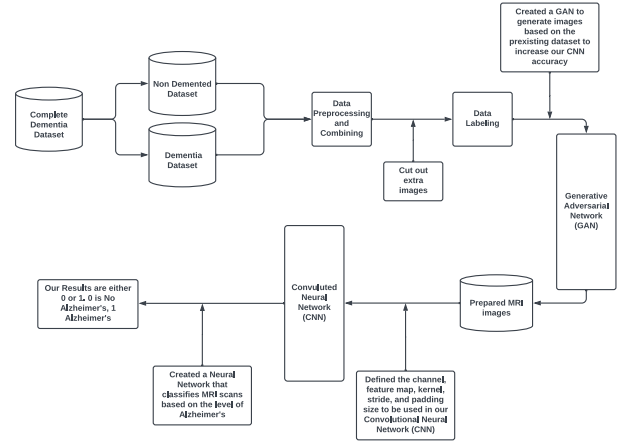 Created a GAN to
generate images
based on the
prexisting dataset to
increase our CNN
accuracy
Non Demented
Dataset
Complete
Dementia
Dataset
Data
Preprocessing
and
Combining
Data
Labeling
Dementia
Dataset
Cut out
extra
images
Generative
Adversarial
Network
(GAN)
Our Results are either
0 or 1. 0 is No
Alzheimer's, 1
Alzheimer's
Convuluted
Neural
Network
(CNN)
Prepared MRI
images
Created a Neural
Network that
classifies MRI scans
based on the level of
Alzheimer's
Defined the channel,
feature map, kernel,
stride, and padding
size to be used in our
Convolutional Neural
Network (CNN)